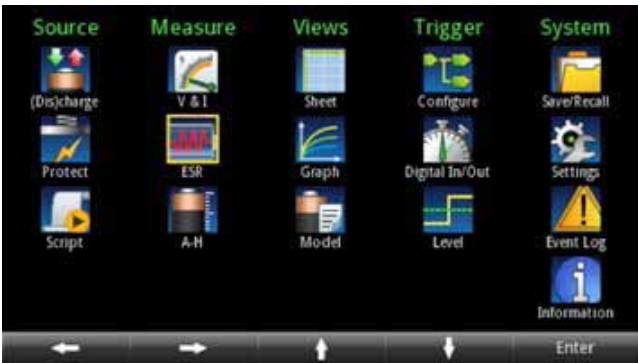 Source Measure Views Trigger System
(Dis)charge V & I Sheet Configure Save/Recall
Protect ESR Graph Digital In/Out Settings
Script A-H Model Level Event Log
Information
Enter